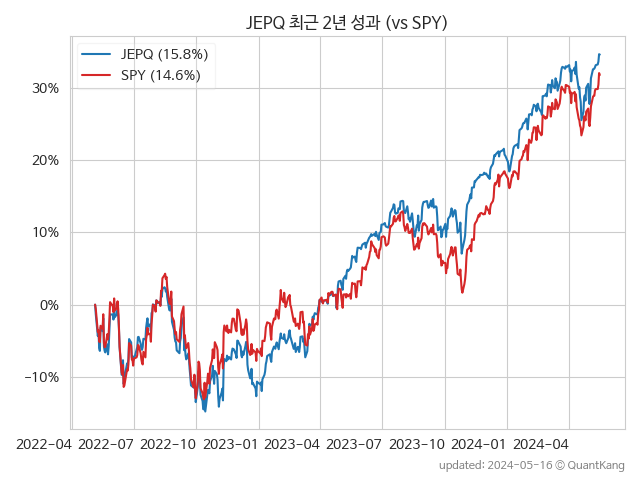 JEPQ 최근 2년 성과 (vs SPY)
JEPQ (15.8%)
SPY (14.6%)
30%
20%
10%
0%
−10%
2022-04 2022-07 2022-10 2023-01 2023-04 2023-07 2023-10 2024-01 2024-04
updated: 2024-05-16 © QuantKang